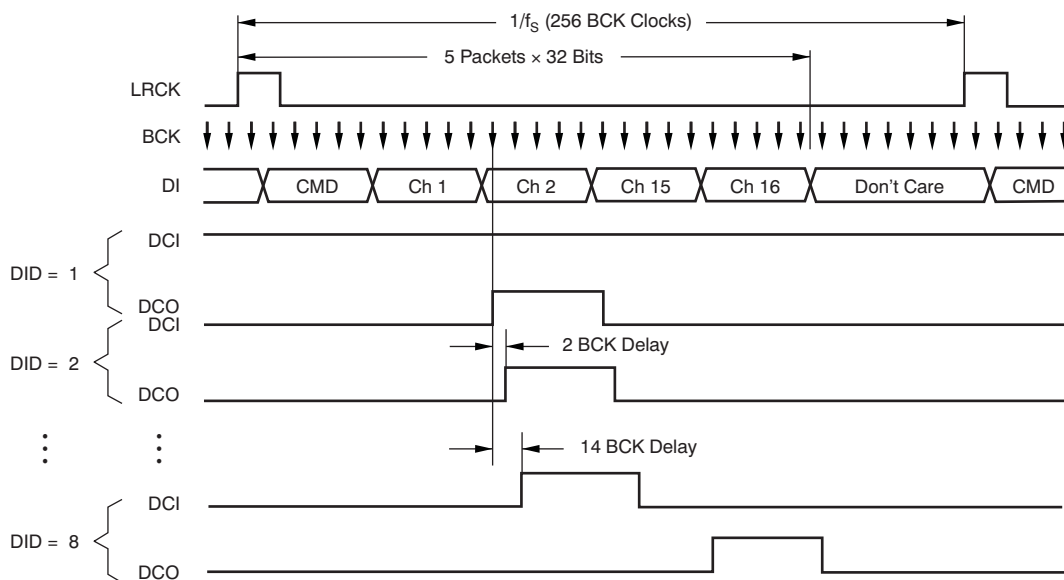 1/fS (256 BCK Clocks)
5 Packets × 32 Bits
LRCK
BCK
DI
CMD
Ch 1
Ch 2
Ch 15
Ch 16
Don't Care
CMD
DCI
DID = 1
DCO
DCI
DID = 2
2 BCK Delay
DCO
14 BCK Delay
DCI
DID = 8
DCO